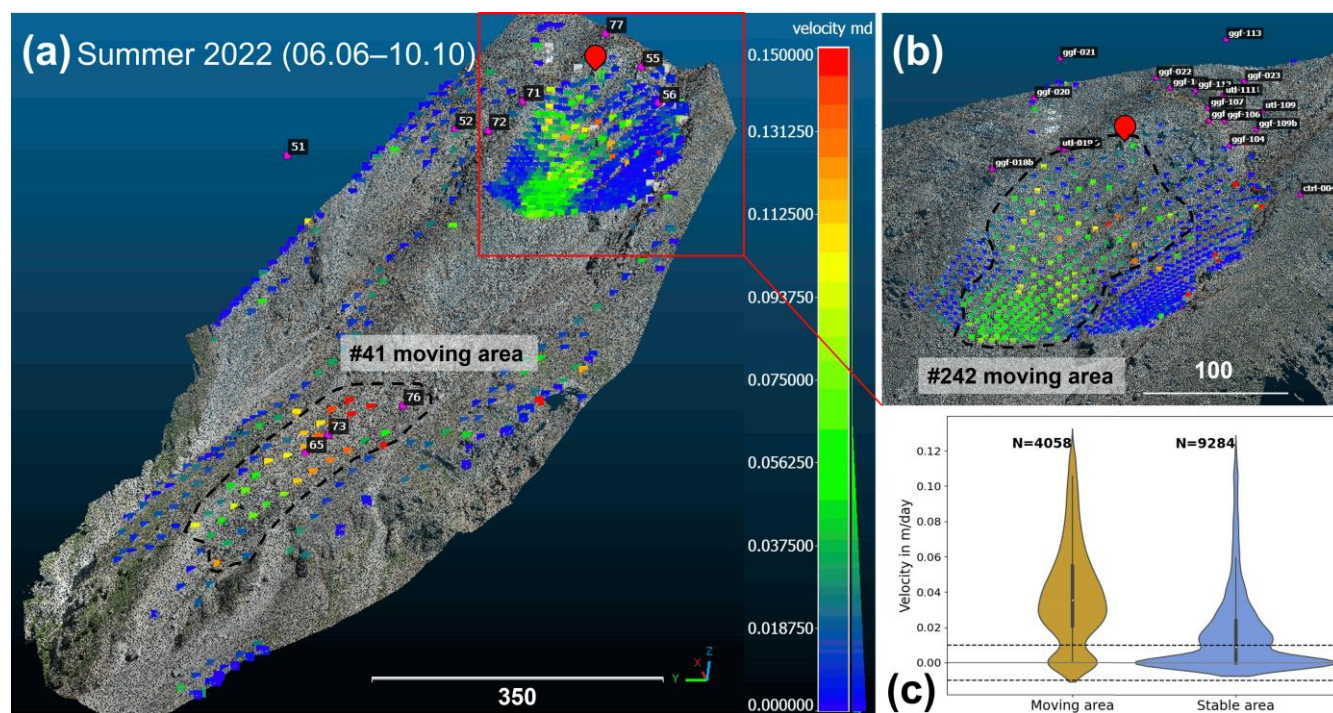 (a) Summer 2022 (06.06–10.10)
77
55
71
56
52
72
51
#41 moving area
76
73
65
350
X
Y
Z
velocity md
0.150000
0.131250
0.112500
0.093750
0.075000
0.056250
0.037500
0.018750
0.000000
(b)
ggf-113
ggf-021
ggf-022
ggf-023
ggf-020
utl-109
ggf-107
ggf-106
ggf-109b
ggf-104
ggf-018b
#242 moving area
100
N=4058
N=9284
Velocity in m/day
0.12
0.10
0.08
0.06
0.04
0.02
0.00
(c)
Moving area
Stable area